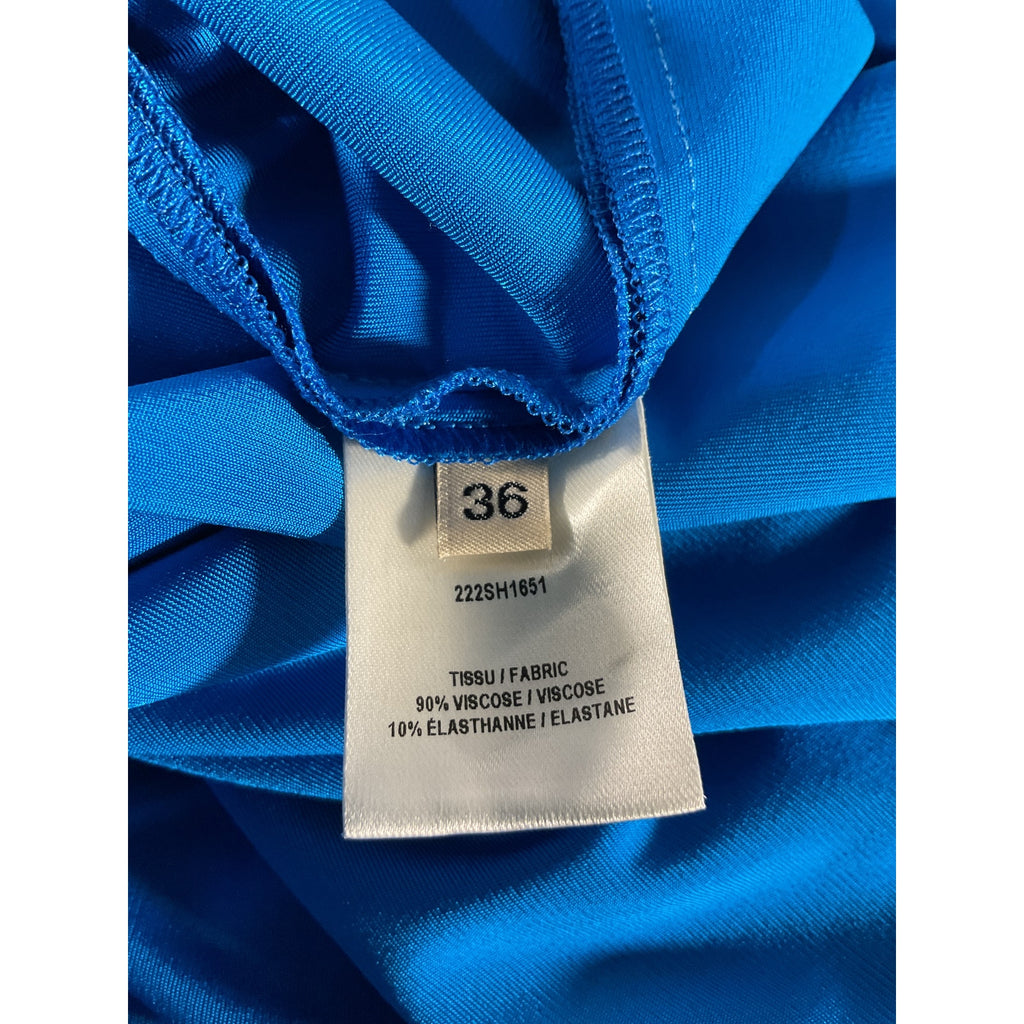 36
222SH1651
TISSU / FABRIC
90% VISCOSE / VISCOSE
10% ÉLASTHANNE / ELASTANE